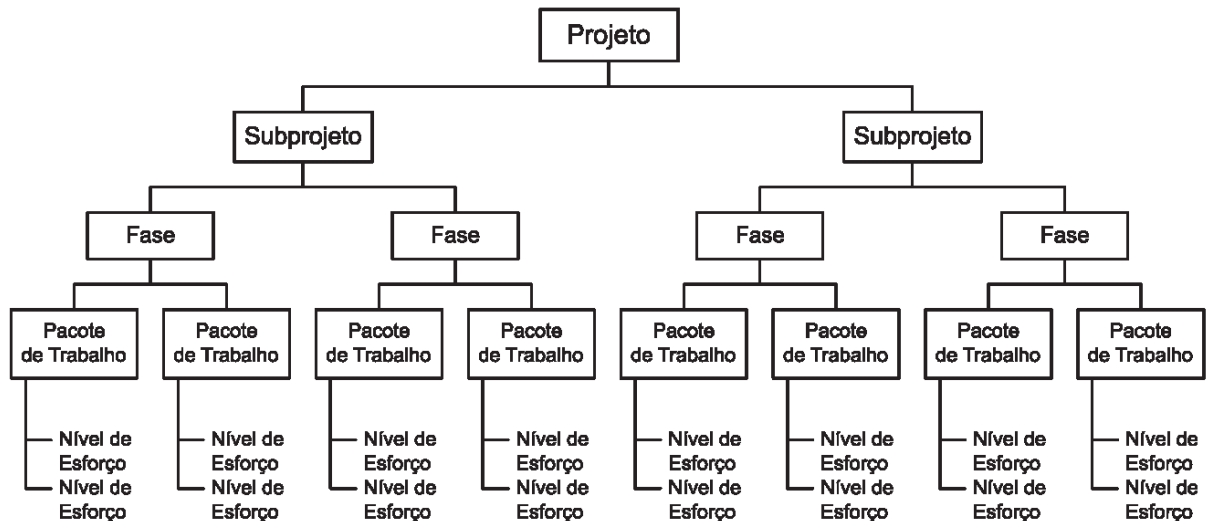 Projeto
Subprojeto
Subprojeto
Fase
Fase
Fase
Fase
Pacote
de Trabalho
Pacote
de Trabalho
Pacote
de Trabalho
Pacote
de Trabalho
Pacote
de Trabalho
Pacote
de Trabalho
Pacote
de Trabalho
Pacote
de Trabalho
Nível de
Esforço
Nível de
Esforço
Nível de
Esforço
Nível de
Esforço
Nível de
Esforço
Nível de
Esforço
Nível de
Esforço
Nível de
Esforço
Nível de
Esforço
Nível de
Esforço
Nível de
Esforço
Nível de
Esforço
Nível de
Esforço
Nível de
Esforço
Nível de
Esforço
Nível de
Esforço